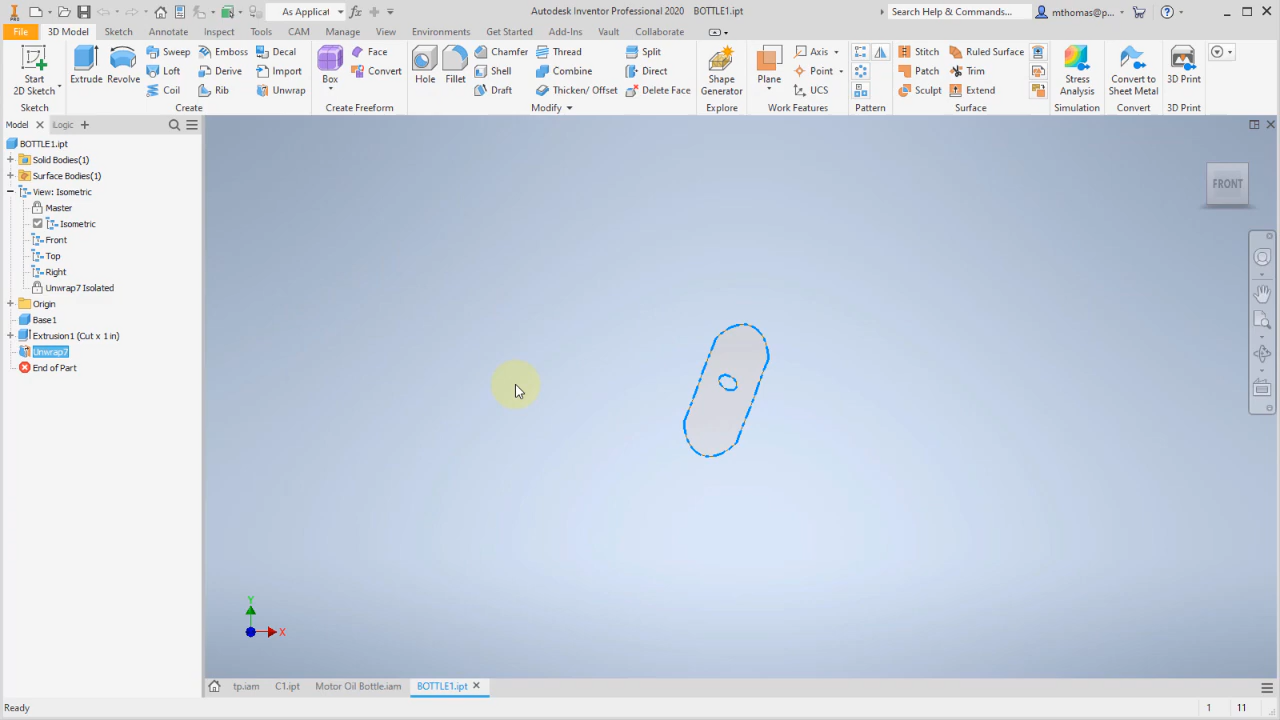 As Applicat
fx
Autodesk Inventor Professional 2020 BOTTLE1.ipt
Search Help & Commands...
mthomas@p...
File 3D Model Sketch Annotate Inspect Tools CAM Manage View Environments Get Started Add-Ins Vault Collaborate
Start
2D Sketch
Sketch
Extrude
Revolve
Sweep
Loft
Coil
Emboss
Derive
Rib
Decal
Import
Unwrap
Create
Box
Face
Convert
Create Freeform
Hole
Fillet
Chamfer
Shell
Draft
Thread
Combine
Thicken/ Offset
Split
Direct
Delete Face
Modify
Shape
Generator
Explore
Plane
Axis
Point
UCS
Work Features
Pattern
Stitch
Patch
Sculpt
Ruled Surface
Trim
Extend
Surface
Stress
Analysis
Simulation
Convert to
Sheet Metal
Convert
3D Print
3D Print
Model
Logic
BOTTLE1.ipt
Solid Bodies(1)
Surface Bodies(1)
View: Isometric
Master
Isometric
Front
Top
Right
Unwrap7 Isolated
Origin
Base1
Extrusion1 (Cut x 1 in)
Unwrap7
End of Part
FRONT
Y
X
tp.iam C1.ipt Motor Oil Bottle.iam BOTTLE1.ipt
Ready
1 11